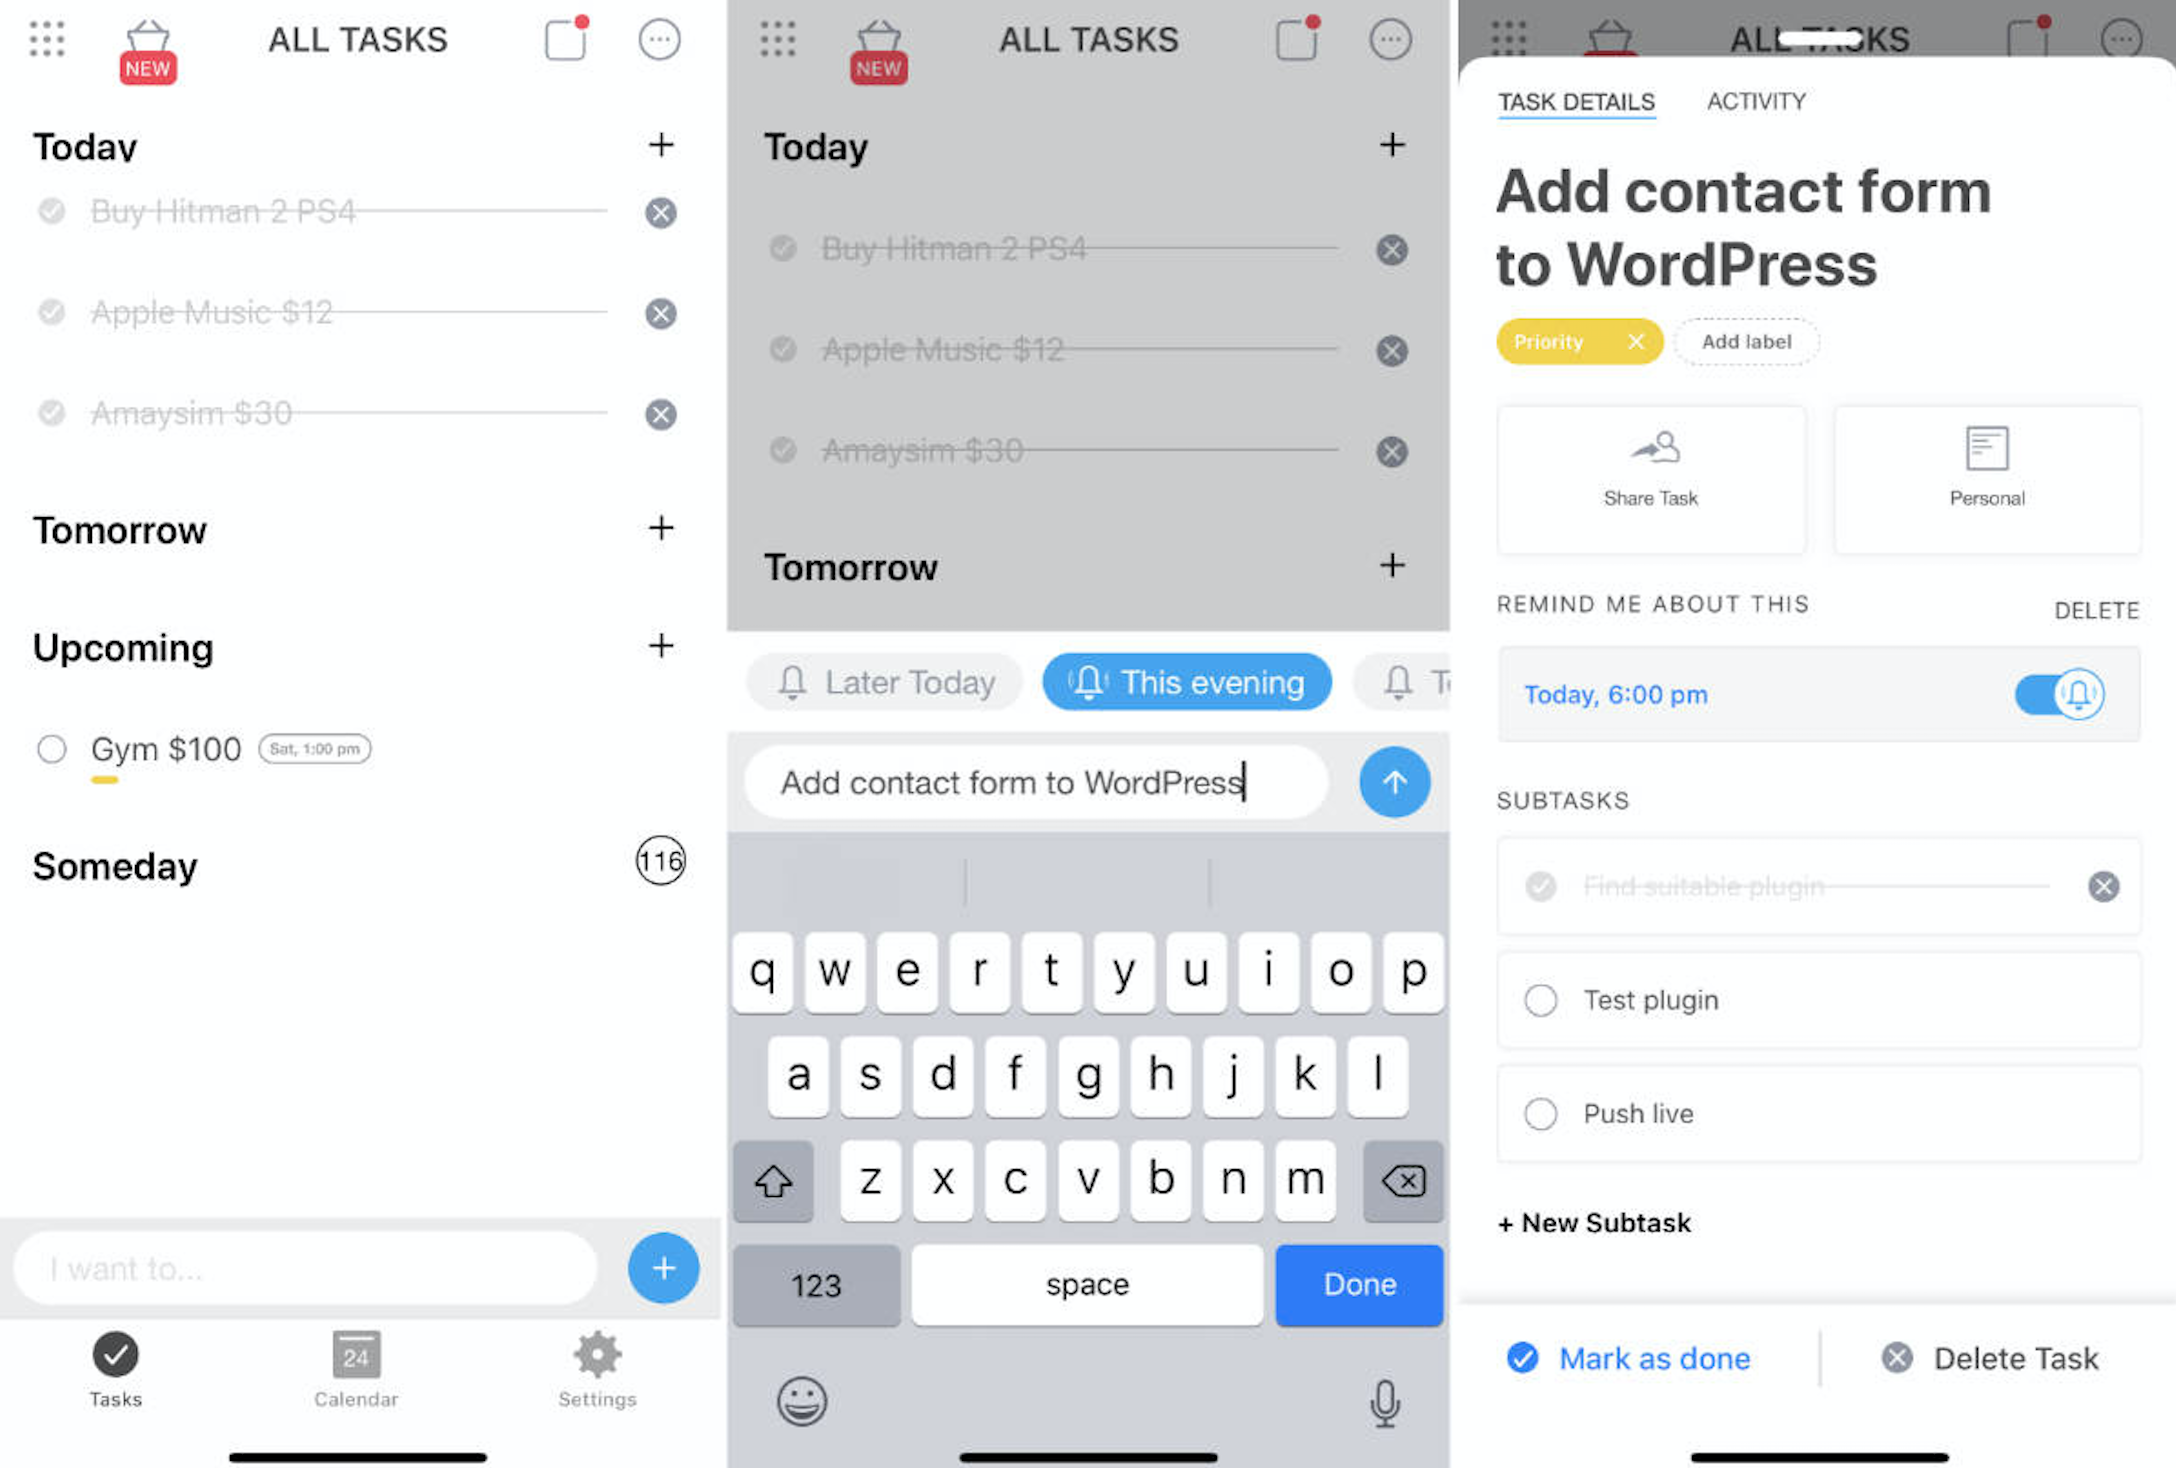 ALL TASKS
NEW
Today
Buy Hitman 2 PS4
Apple Music $12
Amaysim $30
Tomorrow
Upcoming
Gym $100 Sat, 1:00 pm
Someday 116
I want to...
24
Tasks Calendar Settings
ALL TASKS
NEW
Today
Buy Hitman 2 PS4
Apple Music $12
Amaysim $30
Tomorrow
Later Today This evening
Add contact form to WordPress
q w e r t y u i o p
a s d f g h j k l
z x c v b n m
123 space Done
ALL TASKS
TASK DETAILS ACTIVITY
Add contact form
to WordPress
Priority Add label
Share Task Personal
REMIND ME ABOUT THIS DELETE
Today, 6:00 pm
SUBTASKS
Find suitable plugin
Test plugin
Push live
+ New Subtask
Mark as done Delete Task